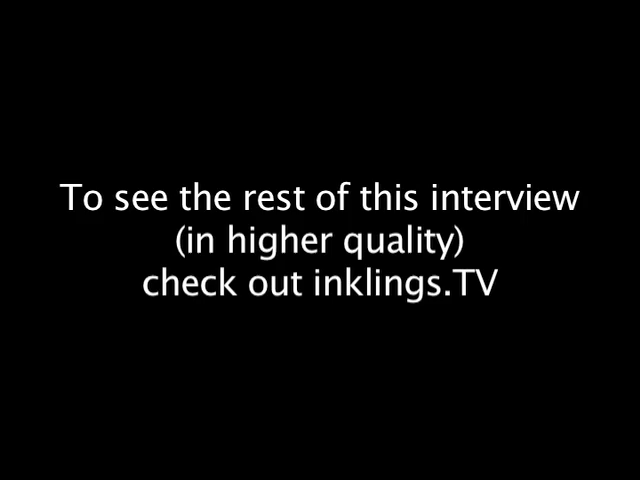 To see the rest of this interview
(in higher quality)
check out inklings.TV